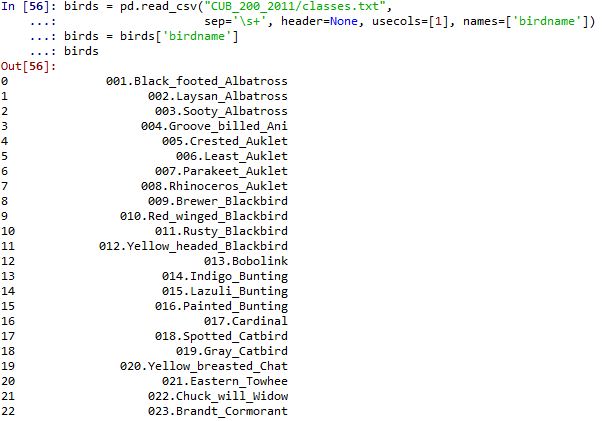 In [56]: birds = pd.read_csv("CUB_200_2011/classes.txt",
...: sep='\s+', header=None, usecols=[1], names=['birdname'])
...: birds = birds['birdname']
...: birds
Out[56]:
0 001.Black_footed_Albatross
1 002.Laysan_Albatross
2 003.Sooty_Albatross
3 004.Groove_billed_Ani
4 005.Crested_Auklet
5 006.Least_Auklet
6 007.Parakeet_Auklet
7 008.Rhinoceros_Auklet
8 009.Brewer_Blackbird
9 010.Red_winged_Blackbird
10 011.Rusty_Blackbird
11 012.Yellow_headed_Blackbird
12 013.Bobolink
13 014.Indigo_Bunting
14 015.Lazuli_Bunting
15 016.Painted_Bunting
16 017.Cardinal
17 018.Spotted_Catbird
18 019.Gray_Catbird
19 020.Yellow_breasted_Chat
20 021.Eastern_Towhee
21 022.Chuck_will_Widow
22 023.Brandt_Cormorant